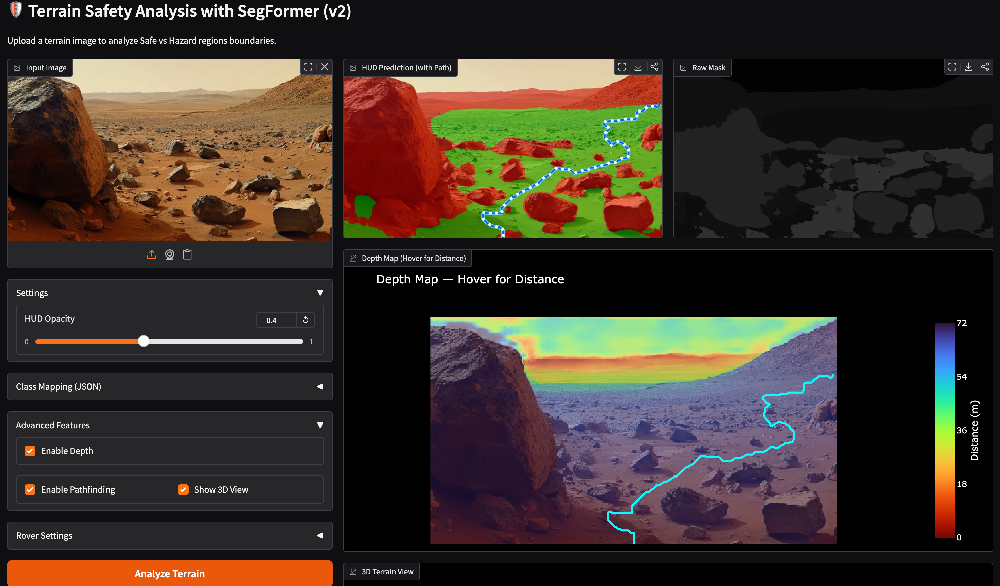 Terrain Safety Analysis with SegFormer (v2)
Upload a terrain image to analyze Safe vs Hazard regions boundaries.
Input Image
HUD Prediction (with Path)
Raw Mask
Settings
HUD Opacity
0.4
0
1
Class Mapping (JSON)
Advanced Features
Enable Depth
Enable Pathfinding
Show 3D View
Rover Settings
Analyze Terrain
Depth Map (Hover for Distance)
Depth Map — Hover for Distance
72
54
36
18
0
Distance (m)
3D Terrain View